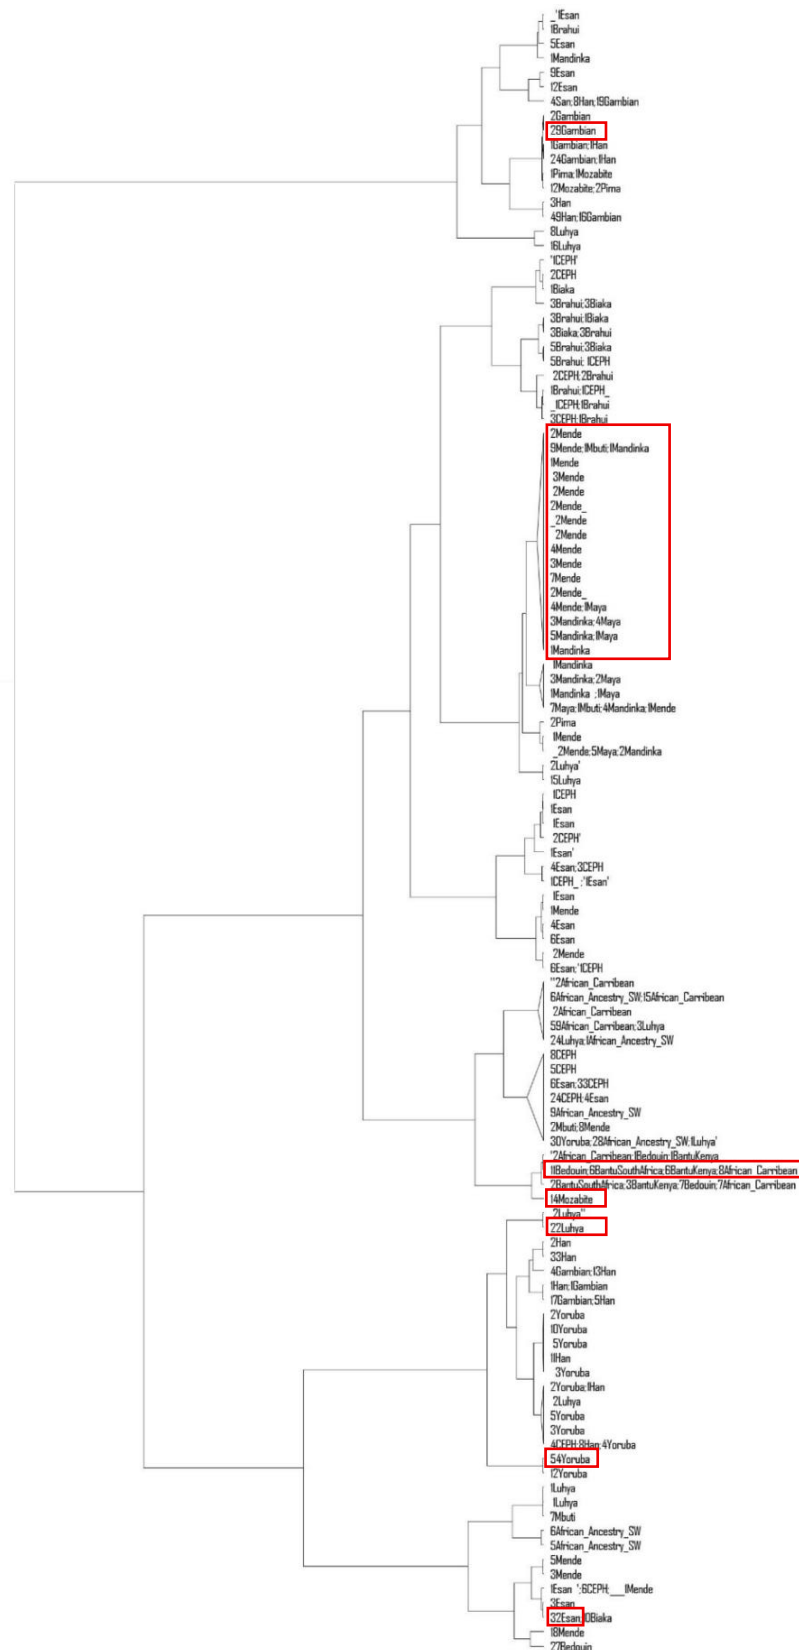 _'1Esan
1Brahui
5Esan
1Mandinka
9Esan
12Esan
4San;8Han;19Gambian
2Gambian
29Gambian
1Gambian;1Han
24Gambian;1Han
1Pima;1Mozabite
12Mozabite;2Pima
3Han
49Han;16Gambian
8Luhya
16Luhya
'1CEPH'
2CEPH
1Biaka
3Brahui;3Biaka
3Brahui;1Biaka
3Biaka;3Brahui
5Brahui;3Biaka
5Brahui; 1CEPH
2CEPH;2Brahui
1Brahui;1CEPH_
_1CEPH;1Brahui
3CEPH;1Brahui
2Mende
9Mende;1Mbuti;1Mandinka
1Mende
3Mende
2Mende
2Mende_
_2Mende
2Mende
4Mende
3Mende
7Mende
2Mende_
4Mende;1Maya
3Mandinka;4Maya
5Mandinka;1Maya
1Mandinka
1Mandinka
3Mandinka;2Maya
1Mandinka ;1Maya
7Maya;1Mbuti;4Mandinka;1Mende
2Pima
1Mende
_2Mende;5Maya;2Mandinka
2Luhya'
15Luhya
1CEPH
1Esan
1Esan
2CEPH'
1Esan'
4Esan;3CEPH
1CEPH_ ;'1Esan'
1Esan
1Mende
4Esan
6Esan
2Mende
6Esan;'1CEPH
''2African_Carribean
6African_Ancestry_SW;15African_Carribean
2African_Carribean
59African_Carribean;3Luhya
24Luhya;1African_Ancestry_SW
8CEPH
5CEPH
6Esan;33CEPH
24CEPH;4Esan
9African_Ancestry_SW
2Mbuti;8Mende
30Yoruba;28African_Ancestry_SW;1Luhya'
'2African_Carribean;1Bedouin;1BantuKenya
11Bedouin;6BantuSouthAfrica;6BantuKenya;8African_Carribean
2BantuSouthAfrica;3BantuKenya;7Bedouin;7African_Carribean
14Mozabite
2Luhya''
22Luhya
2Han
33Han
4Gambian;13Han
1Han;1Gambian
17Gambian;5Han
2Yoruba
10Yoruba
5Yoruba
11Han
3Yoruba
2Yoruba;1Han
2Luhya
5Yoruba
3Yoruba
4CEPH;8Han;4Yoruba
54Yoruba
12Yoruba
1Luhya
1Luhya
7Mbuti
6African_Ancestry_SW
5African_Ancestry_SW
5Mende
3Mende
1Esan ';6CEPH;___1Mende
3Esan
32Esan;10Biaka
18Mende
27Bedouin